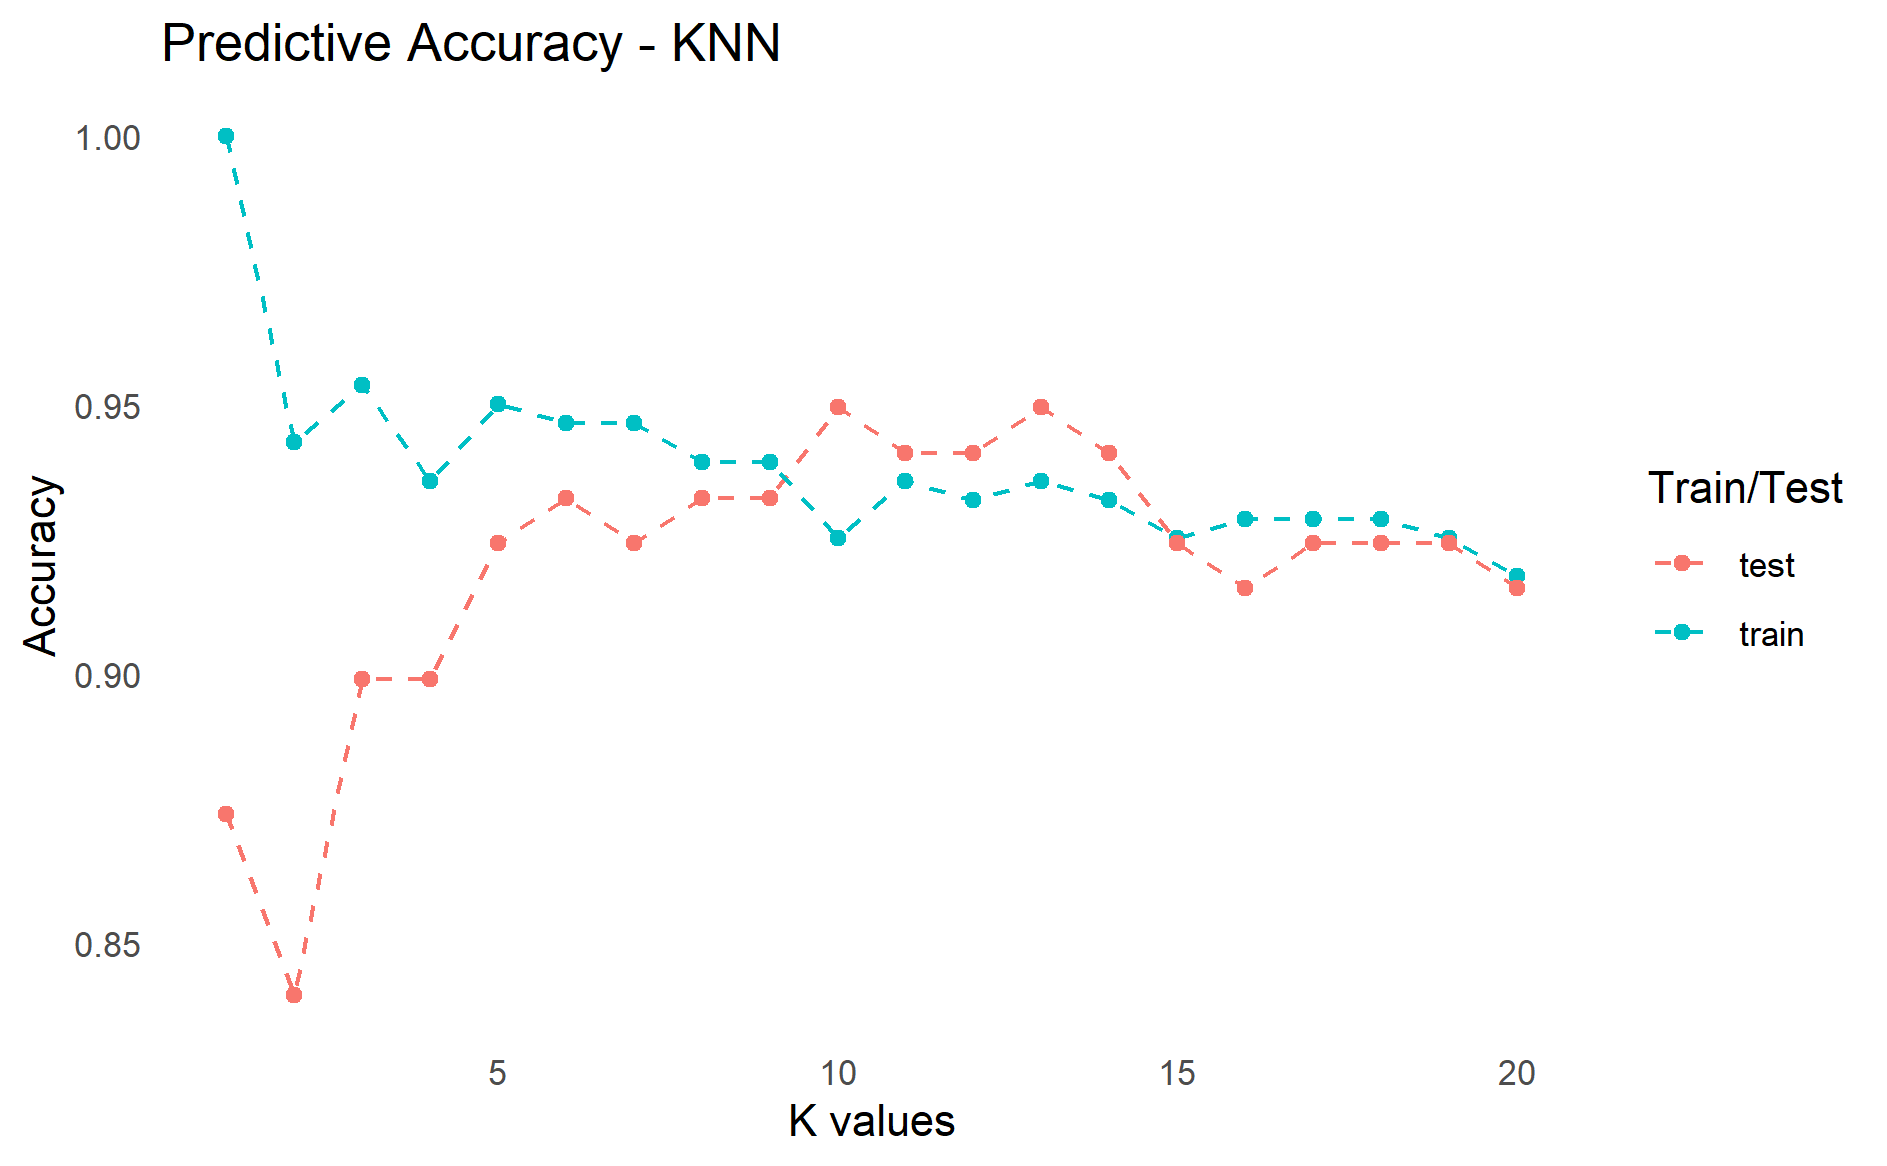 Predictive Accuracy - KNN
1.00
0.95
0.90
0.85
Accuracy
5 10 15 20
K values
Train/Test
test
train